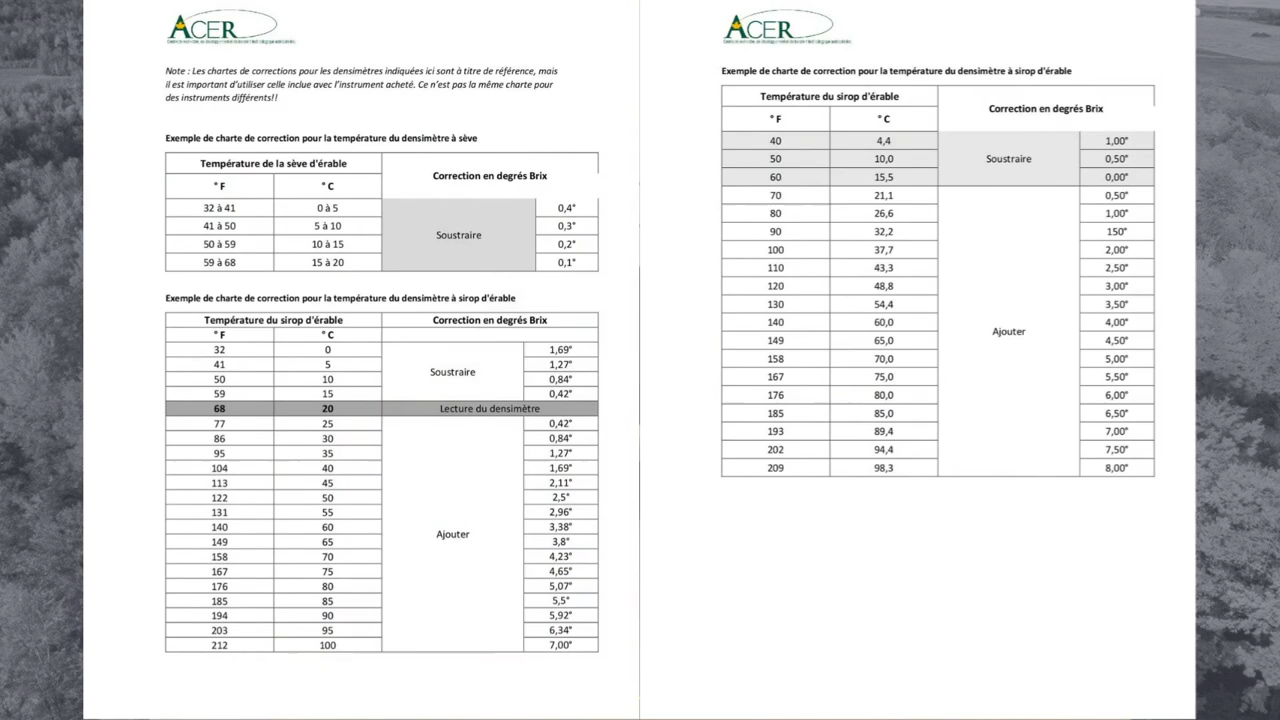 ACER
Note : Les chartes de corrections pour les densimètres indiquées ici sont à titre de référence, mais
il est important d'utiliser celle inclue avec l'instrument acheté. Ce n'est pas la même charte pour
des instruments différents!!
Exemple de charte de correction pour la température du densimètre à sève
Température de la sève d'érable
Correction en degrés Brix
° F ° C
32 à 41 0 à 5 0,4°
41 à 50 5 à 10 0,3°
Soustraire
50 à 59 10 à 15 0,2°
59 à 68 15 à 20 0,1°
Exemple de charte de correction pour la température du densimètre à sirop d'érable
Température du sirop d'érable Correction en degrés Brix
° F ° C
32 0 1,69°
41 5 1,27°
Soustraire
50 10 0,84°
59 15 0,42°
68 20 Lecture du densimètre
77 25 0,42°
86 30 0,84°
95 35 1,27°
104 40 1,69°
113 45 2,11°
122 50 2,5°
131 55 2,96°
140 60 3,38°
Ajouter
149 65 3,8°
158 70 4,23°
167 75 4,65°
176 80 5,07°
185 85 5,5°
194 90 5,92°
203 95 6,34°
212 100 7,00°
ACER
Exemple de charte de correction pour la température du densimètre à sirop d'érable
Température du sirop d'érable
Correction en degrés Brix
° F ° C
40 4,4 1,00°
50 10,0 Soustraire 0,50°
60 15,5 0,00°
70 21,1 0,50°
80 26,6 1,00°
90 32,2 150°
100 37,7 2,00°
110 43,3 2,50°
120 48,8 3,00°
130 54,4 3,50°
140 60,0 4,00°
Ajouter
149 65,0 4,50°
158 70,0 5,00°
167 75,0 5,50°
176 80,0 6,00°
185 85,0 6,50°
193 89,4 7,00°
202 94,4 7,50°
209 98,3 8,00°